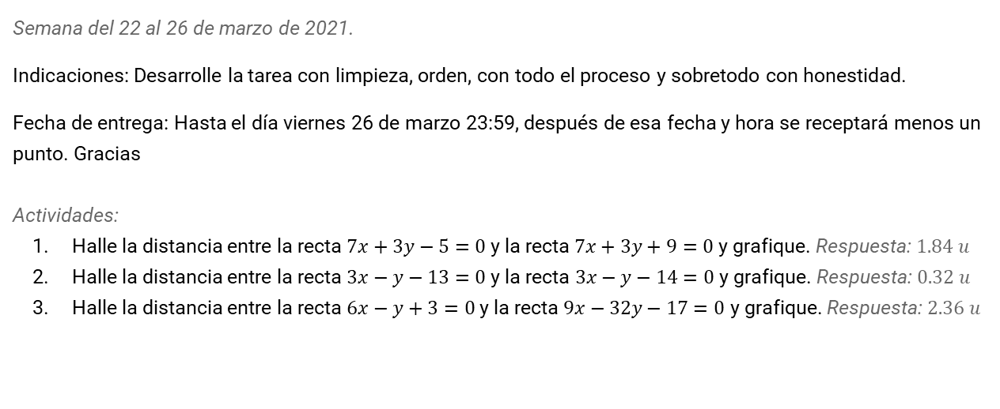 Semana del 22 al 26 de marzo de 2021.
Indicaciones: Desarrolle la tarea con limpieza, orden, con todo el proceso y sobretodo con honestidad.
Fecha de entrega: Hasta el día viernes 26 de marzo 23:59, después de esa fecha y hora se receptará menos un
punto. Gracias
Actividades:
1. Halle la distancia entre la recta 7x + 3y − 5 = 0 y la recta 7x + 3y + 9 = 0 y grafique. Respuesta: 1.84 u
2. Halle la distancia entre la recta 3x − y − 13 = 0 y la recta 3x − y − 14 = 0 y grafique. Respuesta: 0.32 u
3. Halle la distancia entre la recta 6x − y + 3 = 0 y la recta 9x − 32y − 17 = 0 y grafique. Respuesta: 2.36 u